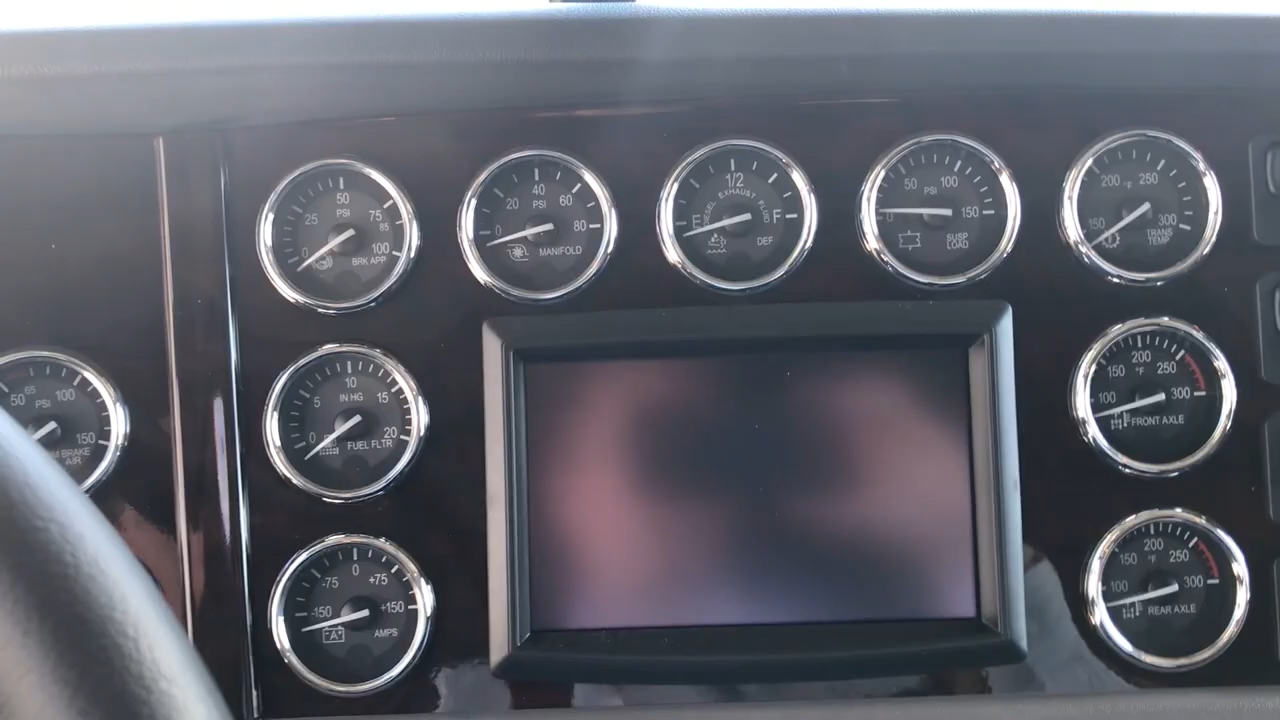 50
25
PSI
75
85
0
100
BRK APP
40
20
PSI
60
0
80
MANIFOLD
1/2
DIESEL EXHAUST FLUID
E
F
DEF
50
100
PSI
0
150
SUSP
LOAD
200
°F
250
150
300
TRANS
TEMP
65
50
100
PSI
150
BRAKE
AIR
10
5
IN HG
15
0
20
FUEL FLTR
200
150
°F
250
100
300
FRONT AXLE
0
-75
+75
-150
+150
A
AMPS
200
150
°F
250
100
300
REAR AXLE